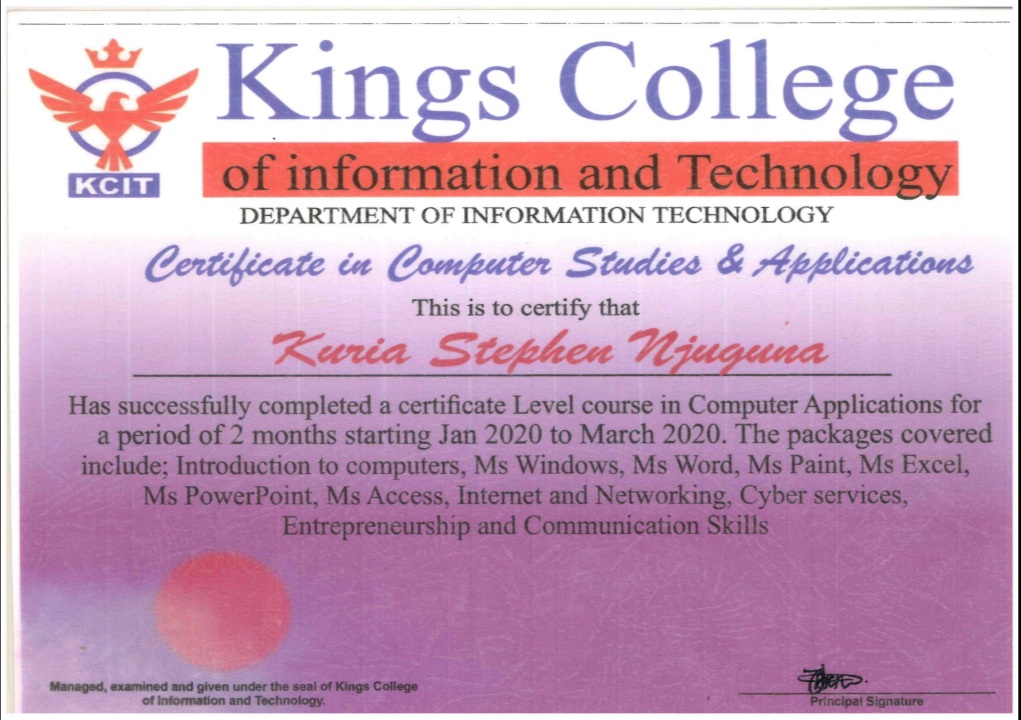 KCIT
Kings College
of information and Technology
DEPARTMENT OF INFORMATION TECHNOLOGY
Certificate in Computer Studies & Applications
This is to certify that
Kuria Stephen Njuguna
Has successfully completed a certificate Level course in Computer Applications for
a period of 2 months starting Jan 2020 to March 2020. The packages covered
include; Introduction to computers, Ms Windows, Ms Word, Ms Paint, Ms Excel,
Ms PowerPoint, Ms Access, Internet and Networking, Cyber services,
Entrepreneurship and Communication Skills
Managed, examined and given under the seal of Kings College
of Information and Technology.
Principal Signature